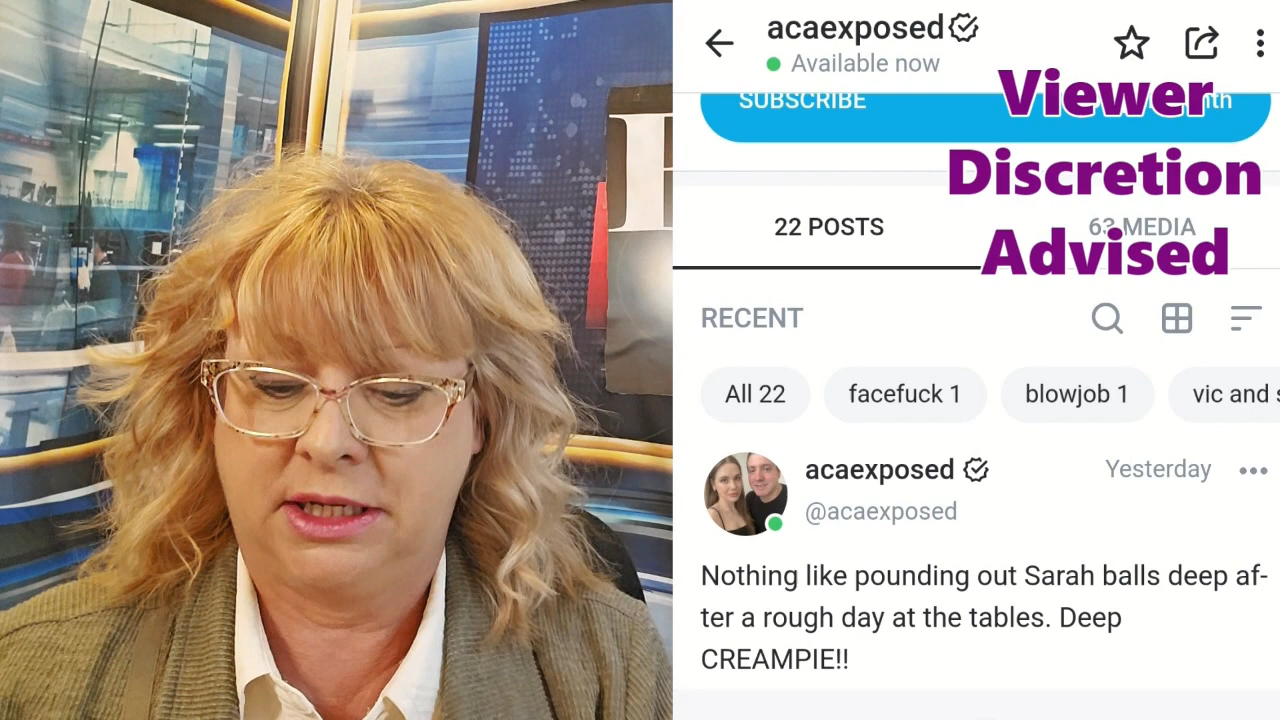 acaexposed
Available now
SUBSCRIBE
Viewer
Discretion
Advised
22 POSTS
63 MEDIA
RECENT
All 22
facefuck 1
blowjob 1
vic and
acaexposed
Yesterday
@acaexposed
Nothing like pounding out Sarah balls deep af-
ter a rough day at the tables. Deep
CREAMPIE!!